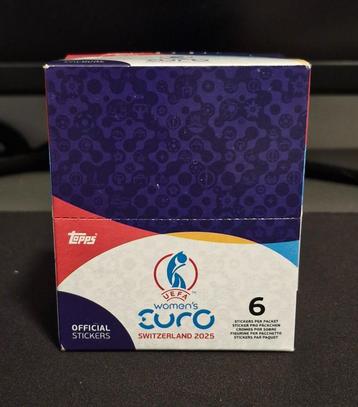 topps
UEFA
women's
EURO
SWITZERLAND 2025
OFFICIAL
STICKERS
6
STICKERS PER PACKET
STICKER PRO PÄCKCHEN
CROMOS POR SOBRE
FIGURINE PER PACCHETTO
STICKERS PAR PAQUET